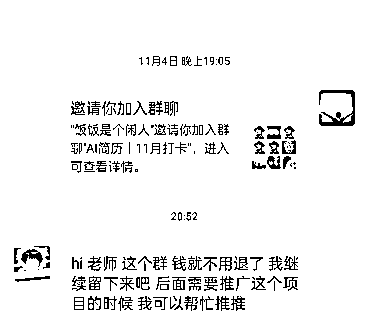 11月4日 晚上19:05
邀请你加入群聊
"饭饭是个闲人"邀请你加入群
聊"AI简历丨11月打卡"，进入
可查看详情。
20:52
hi 老师 这个群 钱就不用退了 我继
续留下来吧 后面需要推广这个项
目的时候 我可以帮忙推推